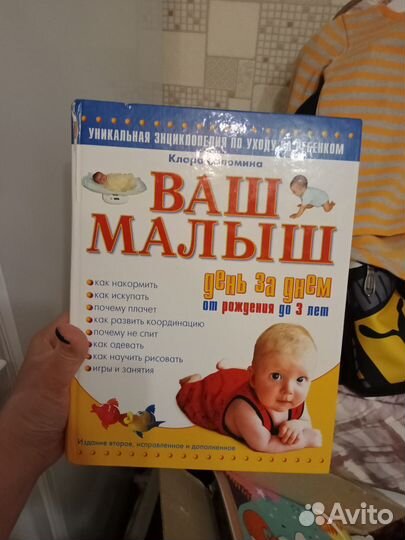 УНИКАЛЬНАЯ ЭНЦИКЛОПЕДИЯ ПО УХОДУ РЕБЕНКОМ
Клара
ВАШ
МАЛЫШ
день за днем
от рождения до 3 лет
как накормить
как искупать
почему плачет
как развить координацию
почему не спит
как одевать
как научить рисовать
игры и занятия
Издание второе, исправленное и дополненное
Avito